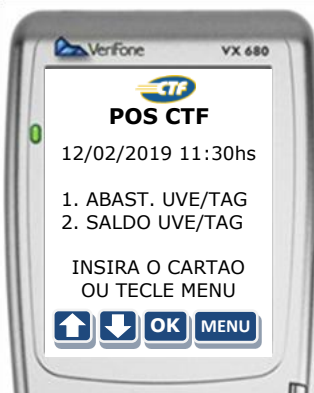 VeriFone VX 680
CTF
POS CTF
12/02/2019 11:30hs
1. ABAST. UVE/TAG
2. SALDO UVE/TAG
INSIRA O CARTAO
OU TECLE MENU
OK MENU